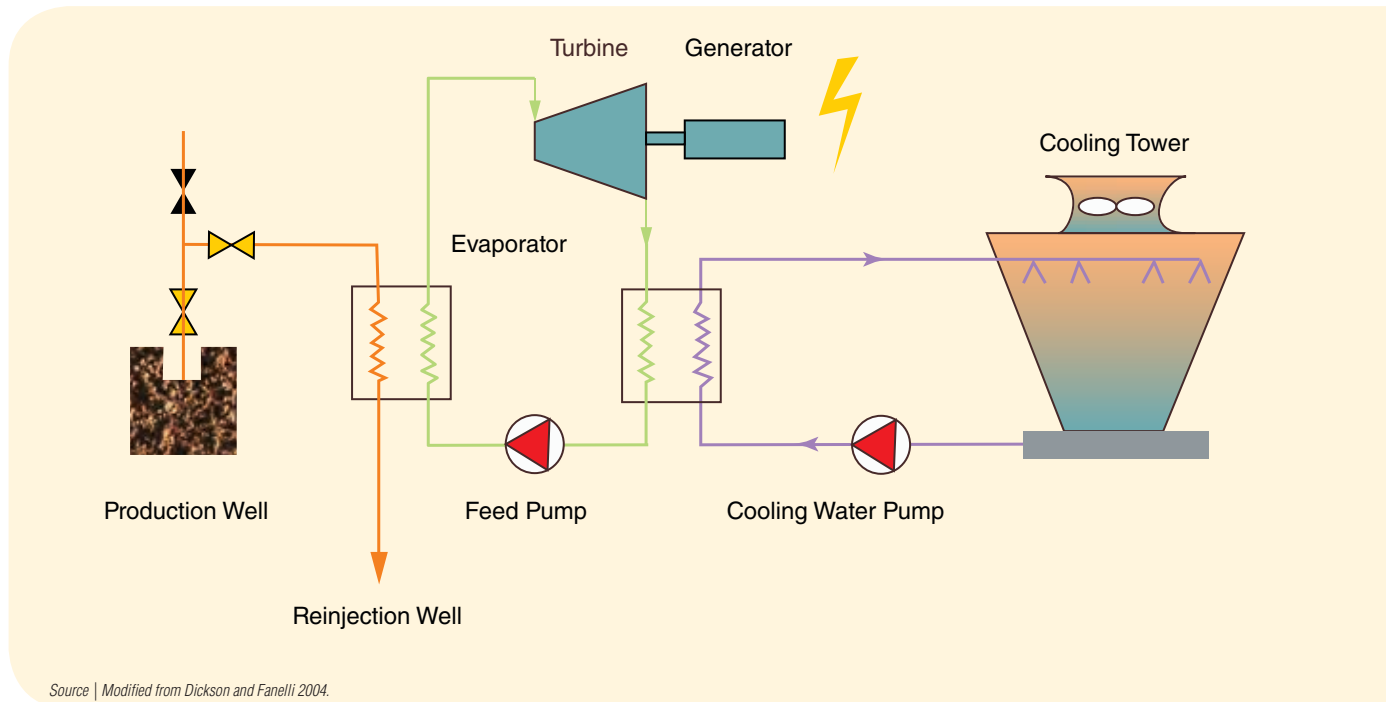 Turbine
Generator
Cooling Tower
Evaporator
Production Well
Feed Pump
Cooling Water Pump
Reinjection Well
Source | Modified from Dickson and Fanelli 2004.